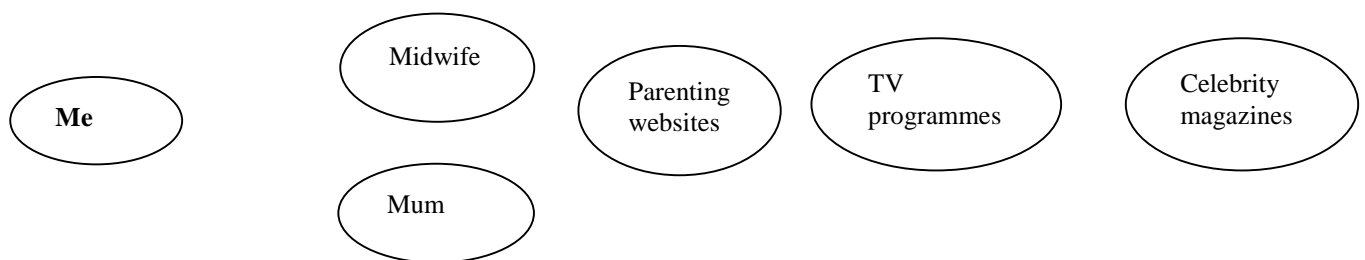 Me
Midwife
Mum
Parenting
websites
TV
programmes
Celebrity
magazines